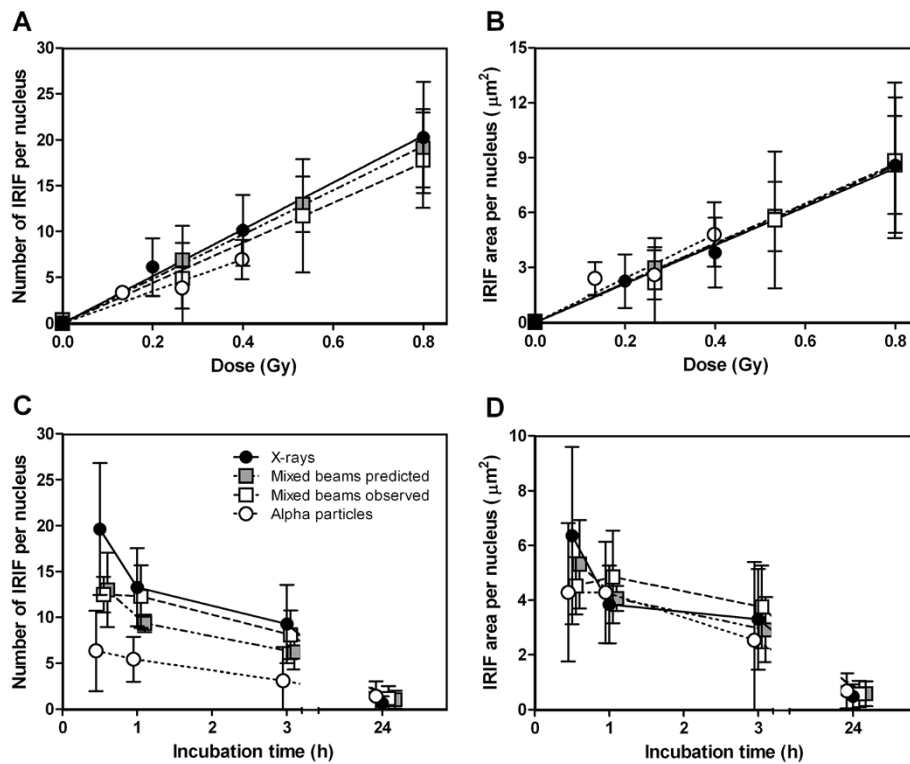 A
Number of IRIF per nucleus
30
25
20
15
10
5
0
0.0 0.2 0.4 0.6 0.8
Dose (Gy)
B
IRIF area per nucleus ( μm²)
15
12
9
6
3
0
0.0 0.2 0.4 0.6 0.8
Dose (Gy)
C
Number of IRIF per nucleus
30
25
20
15
10
5
0
X-rays
Mixed beams predicted
Mixed beams observed
Alpha particles
0 1 2 3 24
Incubation time (h)
D
IRIF area per nucleus ( μm²)
10
8
6
4
2
0
0 1 2 3 24
Incubation time (h)